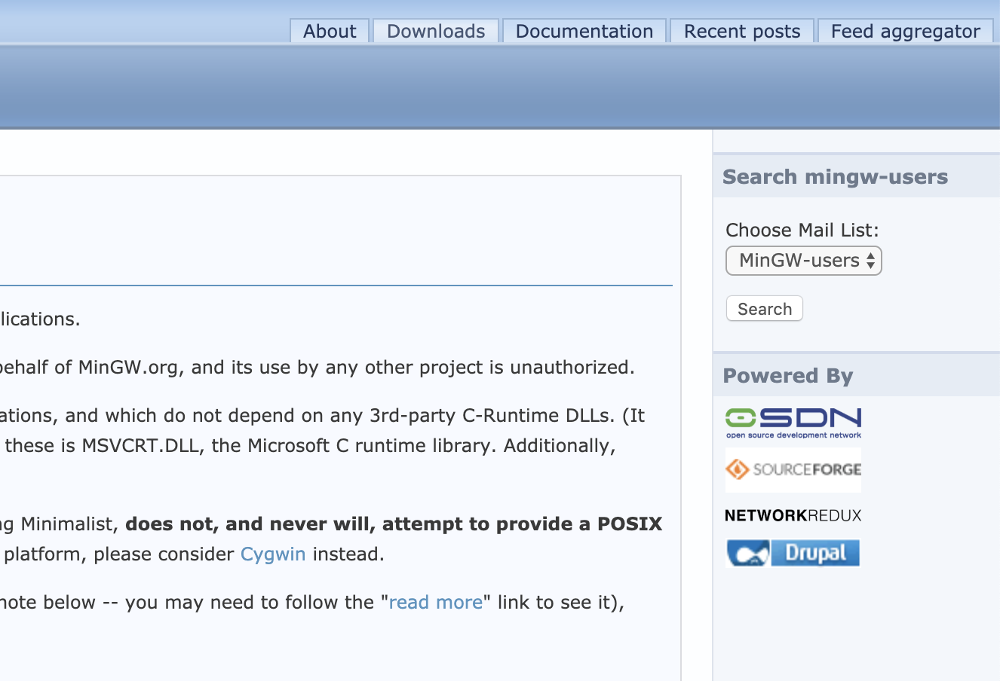 About Downloads Documentation Recent posts Feed aggregator
lications.
behalf of MinGW.org, and its use by any other project is unauthorized.
ations, and which do not depend on any 3rd-party C-Runtime DLLs. (It
these is MSVCRT.DLL, the Microsoft C runtime library. Additionally,
ng Minimalist, does not, and never will, attempt to provide a POSIX
platform, please consider Cygwin instead.
note below -- you may need to follow the "read more" link to see it),
Search mingw-users
Choose Mail List:
MinGW-users
Search
Powered By
OSDN
open source development network
SOURCEFORGE
NETWORKREDUX
Drupal